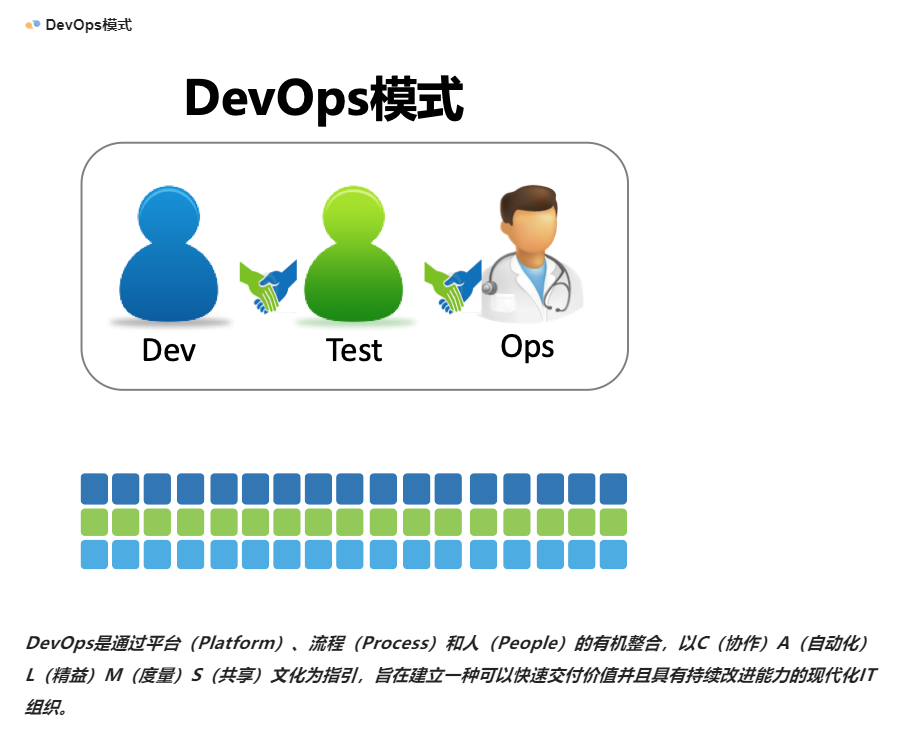 DevOps模式
DevOps模式
Dev
Test
Ops
DevOps是通过平台（Platform）、流程（Process）和人（People）的有机整合，以C（协作）A（自动化）
L（精益）M（度量）S（共享）文化为指引，旨在建立一种可以快速交付价值并且具有持续改进能力的现代化IT
组织。